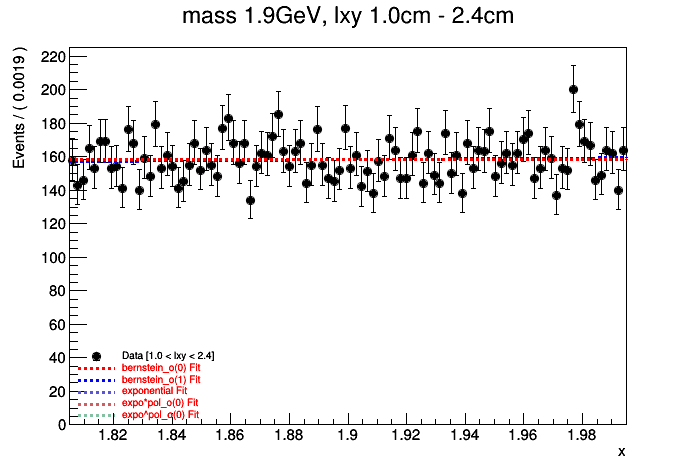 mass 1.9GeV, lxy 1.0cm - 2.4cm
Events / ( 0.0019 )
220
200
180
160
140
120
100
80
60
40
20
0
Data [1.0 < lxy < 2.4]
bernstein_o(0) Fit
bernstein_o(1) Fit
exponential Fit
expo*pol_o(0) Fit
expo^pol_o(0) Fit
1.82 1.84 1.86 1.88 1.9 1.92 1.94 1.96 1.98
x